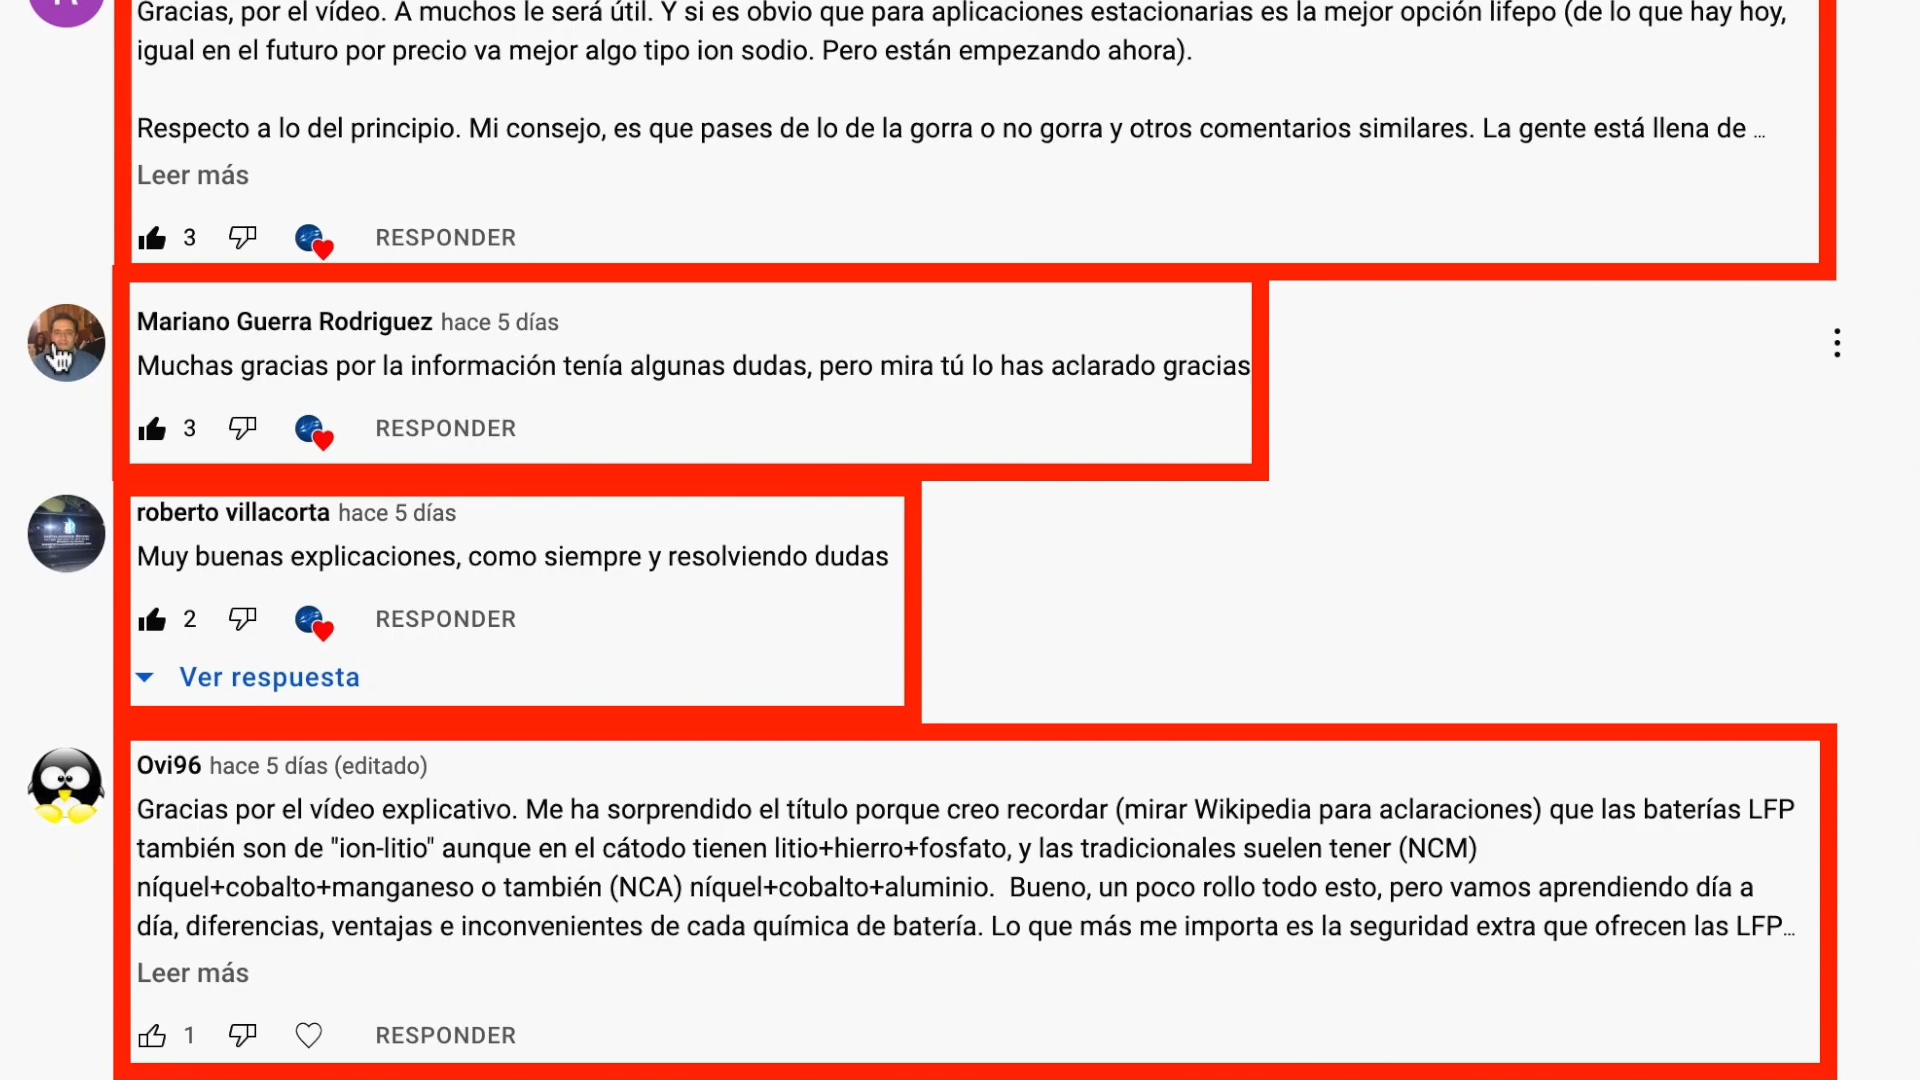 Gracias, por el vídeo. A muchos le será útil. Y si es obvio que para aplicaciones estacionarias es la mejor opción lifepo (de lo que hay hoy,
igual en el futuro por precio va mejor algo tipo ion sodio. Pero están empezando ahora).
Respecto a lo del principio. Mi consejo, es que pases de lo de la gorra o no gorra y otros comentarios similares. La gente está llena de ...
Leer más
3 RESPONDER
Mariano Guerra Rodriguez hace 5 días
Muchas gracias por la información tenía algunas dudas, pero mira tú lo has aclarado gracias
3 RESPONDER
roberto villacorta hace 5 días
Muy buenas explicaciones, como siempre y resolviendo dudas
2 RESPONDER
Ver respuesta
Ovi96 hace 5 días (editado)
Gracias por el vídeo explicativo. Me ha sorprendido el título porque creo recordar (mirar Wikipedia para aclaraciones) que las baterías LFP
también son de "ion-litio" aunque en el cátodo tienen litio+hierro+fosfato, y las tradicionales suelen tener (NCM)
níquel+cobalto+manganeso o también (NCA) níquel+cobalto+aluminio.  Bueno, un poco rollo todo esto, pero vamos aprendiendo día a
día, diferencias, ventajas e inconvenientes de cada química de batería. Lo que más me importa es la seguridad extra que ofrecen las LFP...
Leer más
1 RESPONDER